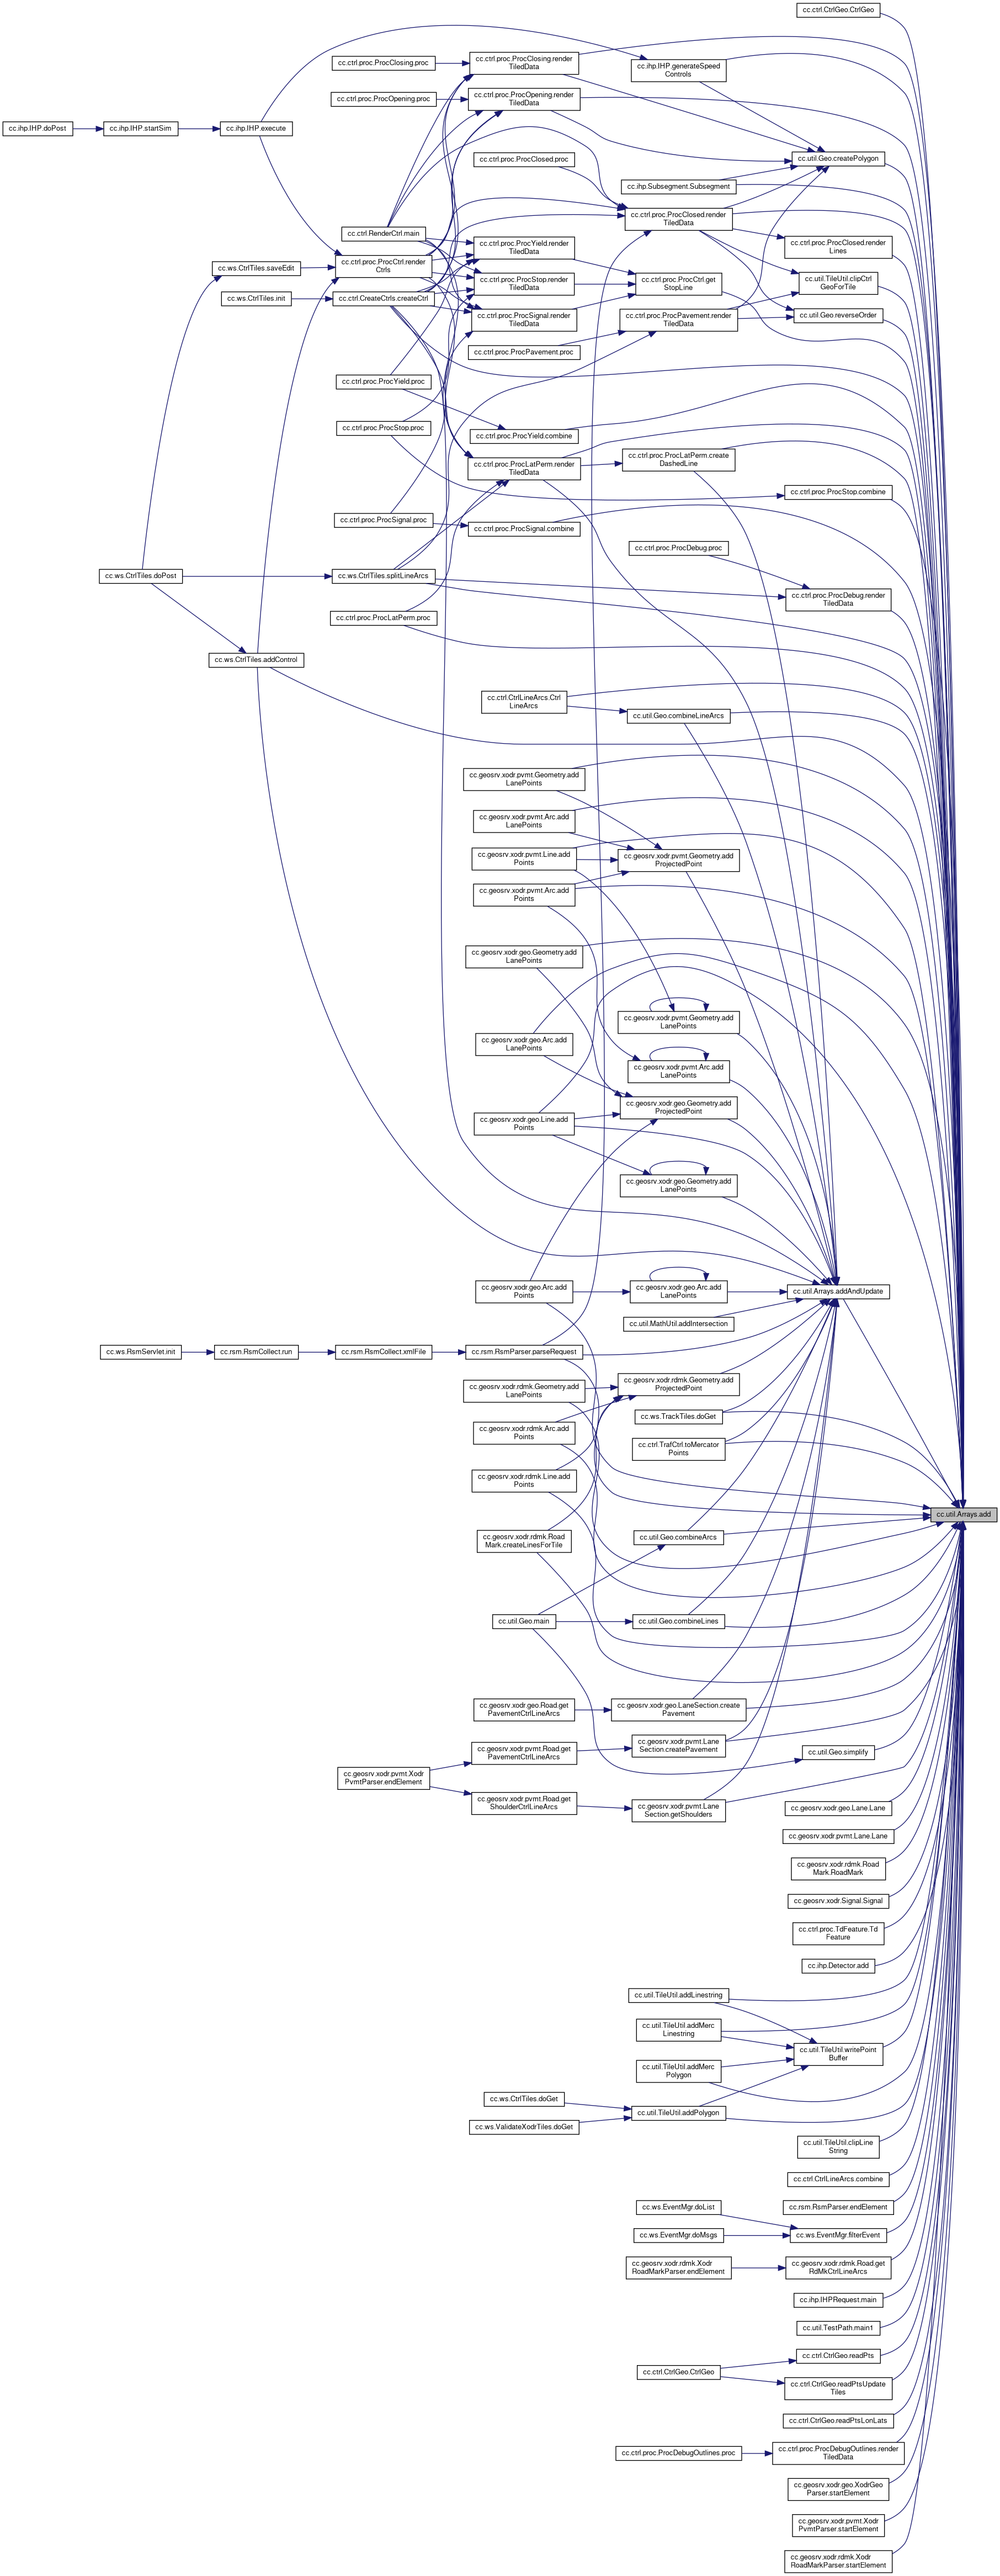 cc.ctrl.CtrlGeo.CtrlGeo
cc.ctrl.proc.ProcClosing.render
TiledData
cc.ctrl.proc.ProcClosing.proc
cc.ihp.IHP.generateSpeed
Controls
cc.ctrl.proc.ProcOpening.render
TiledData
cc.ctrl.proc.ProcOpening.proc
cc.ihp.IHP.doPost
cc.ihp.IHP.startSim
cc.ihp.IHP.execute
cc.ctrl.proc.ProcClosed.proc
cc.util.Geo.createPolygon
cc.ihp.Subsegment.Subsegment
cc.ctrl.proc.ProcClosed.render
TiledData
cc.ctrl.RenderCtrl.main
cc.ctrl.proc.ProcYield.render
TiledData
cc.ctrl.proc.ProcClosed.render
Lines
cc.ws.CtrlTiles.saveEdit
cc.ctrl.proc.ProcCtrl.render
Ctrls
cc.ctrl.proc.ProcStop.render
TiledData
cc.ctrl.proc.ProcCtrl.get
StopLine
cc.util.TileUtil.clipCtrl
GeoForTile
cc.ws.CtrlTiles.init
cc.ctrl.CreateCtrls.createCtrl
cc.ctrl.proc.ProcSignal.render
TiledData
cc.ctrl.proc.ProcPavement.render
TiledData
cc.util.Geo.reverseOrder
cc.ctrl.proc.ProcPavement.proc
cc.ctrl.proc.ProcYield.proc
cc.ctrl.proc.ProcStop.proc
cc.ctrl.proc.ProcYield.combine
cc.ctrl.proc.ProcLatPerm.render
TiledData
cc.ctrl.proc.ProcLatPerm.create
DashedLine
cc.ctrl.proc.ProcStop.combine
cc.ctrl.proc.ProcSignal.proc
cc.ctrl.proc.ProcSignal.combine
cc.ctrl.proc.ProcDebug.proc
cc.ws.CtrlTiles.doPost
cc.ws.CtrlTiles.splitLineArcs
cc.ctrl.proc.ProcDebug.render
TiledData
cc.ctrl.proc.ProcLatPerm.proc
cc.ws.CtrlTiles.addControl
cc.ctrl.CtrlLineArcs.Ctrl
LineArcs
cc.util.Geo.combineLineArcs
cc.geosrv.xodr.pvmt.Geometry.add
LanePoints
cc.geosrv.xodr.pvmt.Arc.add
LanePoints
cc.geosrv.xodr.pvmt.Line.add
Points
cc.geosrv.xodr.pvmt.Geometry.add
ProjectedPoint
cc.geosrv.xodr.pvmt.Arc.add
Points
cc.geosrv.xodr.geo.Geometry.add
LanePoints
cc.geosrv.xodr.pvmt.Geometry.add
LanePoints
cc.geosrv.xodr.geo.Arc.add
LanePoints
cc.geosrv.xodr.pvmt.Arc.add
LanePoints
cc.geosrv.xodr.geo.Geometry.add
ProjectedPoint
cc.geosrv.xodr.geo.Line.add
Points
cc.geosrv.xodr.geo.Geometry.add
LanePoints
cc.geosrv.xodr.geo.Arc.add
Points
cc.geosrv.xodr.geo.Arc.add
LanePoints
cc.util.Arrays.addAndUpdate
cc.util.MathUtil.addIntersection
cc.ws.RsmServlet.init
cc.rsm.RsmCollect.run
cc.rsm.RsmCollect.xmlFile
cc.rsm.RsmParser.parseRequest
cc.geosrv.xodr.rdmk.Geometry.add
LanePoints
cc.geosrv.xodr.rdmk.Geometry.add
ProjectedPoint
cc.ws.TrackTiles.doGet
cc.geosrv.xodr.rdmk.Arc.add
Points
cc.ctrl.TrafCtrl.toMercator
Points
cc.geosrv.xodr.rdmk.Line.add
Points
cc.util.Arrays.add
cc.geosrv.xodr.rdmk.Road
Mark.createLinesForTile
cc.util.Geo.combineArcs
cc.util.Geo.main
cc.util.Geo.combineLines
cc.geosrv.xodr.geo.Road.get
PavementCtrlLineArcs
cc.geosrv.xodr.geo.LaneSection.create
Pavement
cc.geosrv.xodr.pvmt.Road.get
PavementCtrlLineArcs
cc.geosrv.xodr.pvmt.Lane
Section.createPavement
cc.util.Geo.simplify
cc.geosrv.xodr.pvmt.Xodr
PvmtParser.endElement
cc.geosrv.xodr.pvmt.Road.get
ShoulderCtrlLineArcs
cc.geosrv.xodr.pvmt.Lane
Section.getShoulders
cc.geosrv.xodr.geo.Lane.Lane
cc.geosrv.xodr.pvmt.Lane.Lane
cc.geosrv.xodr.rdmk.Road
Mark.RoadMark
cc.geosrv.xodr.Signal.Signal
cc.ctrl.proc.TdFeature.Td
Feature
cc.ihp.Detector.add
cc.util.TileUtil.addLinestring
cc.util.TileUtil.addMerc
Linestring
cc.util.TileUtil.writePoint
Buffer
cc.util.TileUtil.addMerc
Polygon
cc.ws.CtrlTiles.doGet
cc.util.TileUtil.addPolygon
cc.ws.ValidateXodrTiles.doGet
cc.util.TileUtil.clipLine
String
cc.ctrl.CtrlLineArcs.combine
cc.ws.EventMgr.doList
cc.rsm.RsmParser.endElement
cc.ws.EventMgr.doMsgs
cc.ws.EventMgr.filterEvent
cc.geosrv.xodr.rdmk.Xodr
RoadMarkParser.endElement
cc.geosrv.xodr.rdmk.Road.get
RdMkCtrlLineArcs
cc.ihp.IHPRequest.main
cc.util.TestPath.main1
cc.ctrl.CtrlGeo.readPts
cc.ctrl.CtrlGeo.CtrlGeo
cc.ctrl.CtrlGeo.readPtsUpdate
Tiles
cc.ctrl.CtrlGeo.readPtsLonLats
cc.ctrl.proc.ProcDebugOutlines.proc
cc.ctrl.proc.ProcDebugOutlines.render
TiledData
cc.geosrv.xodr.geo.XodrGeo
Parser.startElement
cc.geosrv.xodr.pvmt.Xodr
PvmtParser.startElement
cc.geosrv.xodr.rdmk.Xodr
RoadMarkParser.startElement